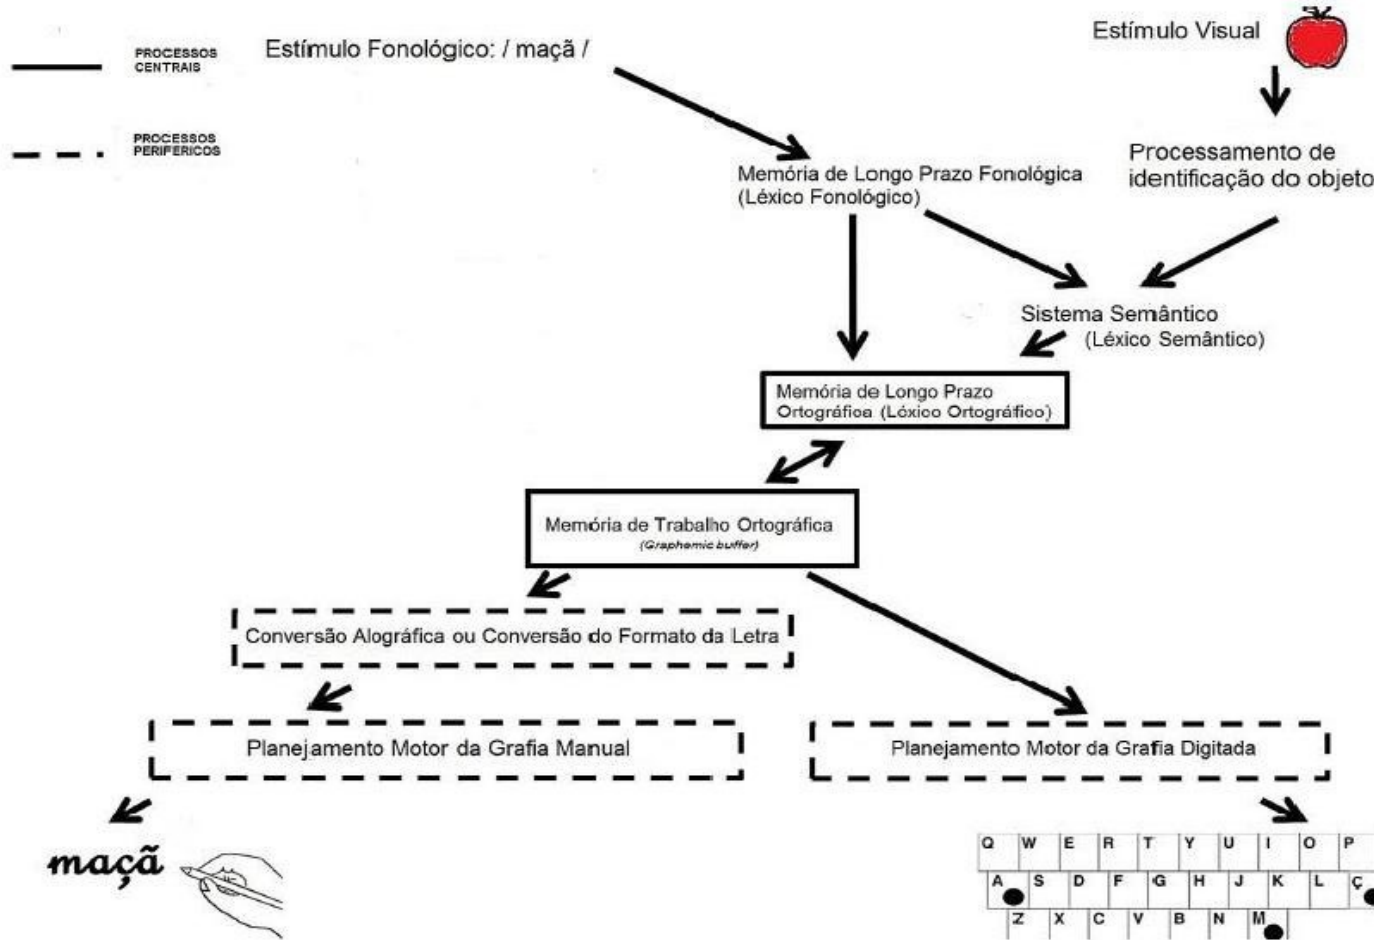 PROCESSOS
CENTRAIS
Estímulo Fonológico: / maçã /
Estímulo Visual
PROCESSOS
PERIFERICOS
Processamento de
identificação do objeto
Memória de Longo Prazo Fonológica
(Léxico Fonológico)
Sistema Semântico
(Léxico Semântico)
Memória de Longo Prazo
Ortográfica (Lóxico Ortográfico)
Memória de Trabalho Ortográfica
(Graphemic buffer)
Conversão Alográfica ou Conversão do Formato da Letra
Planejamento Motor da Grafia Manual
Planejamento Motor da Grafia Digitada
maçã
Q W E R T Y U I O P
A S D F G H J K L Ç
Z X C V B N M